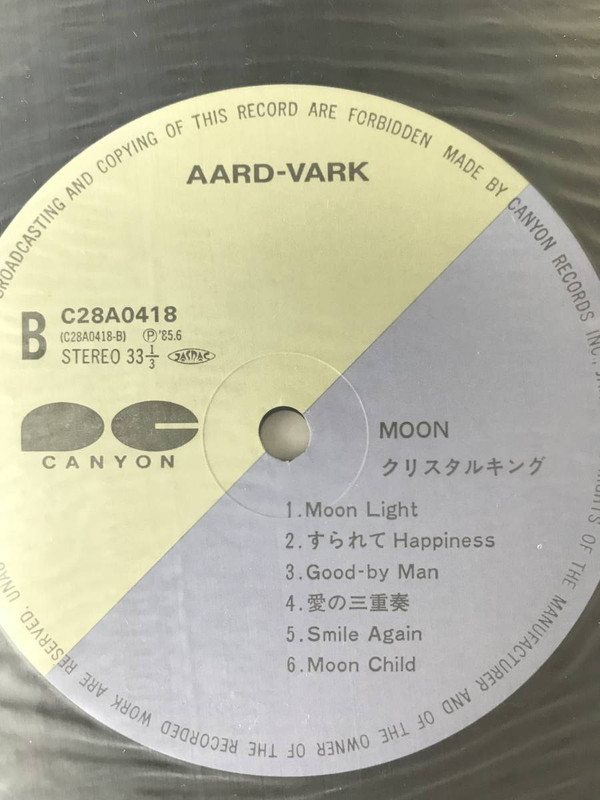 BROADCASTING AND COPYING OF THIS RECORD ARE FORBIDDEN MADE BY CANYON RECORDS INC.,
AARD-VARK
B
C28A0418
(C28A0418-B) Ⓟ'85.6
STEREO 33 1/3
JASRAC
CANYON
MOON
クリスタルキング
1.Moon Light
2.すられて Happiness
3.Good-by Man
4.愛の三重奏
5.Smile Again
6.Moon Child
OF THE MANUFACTURER AND OF THE OWNER OF THE RECORDED WORK ARE RESERVED.